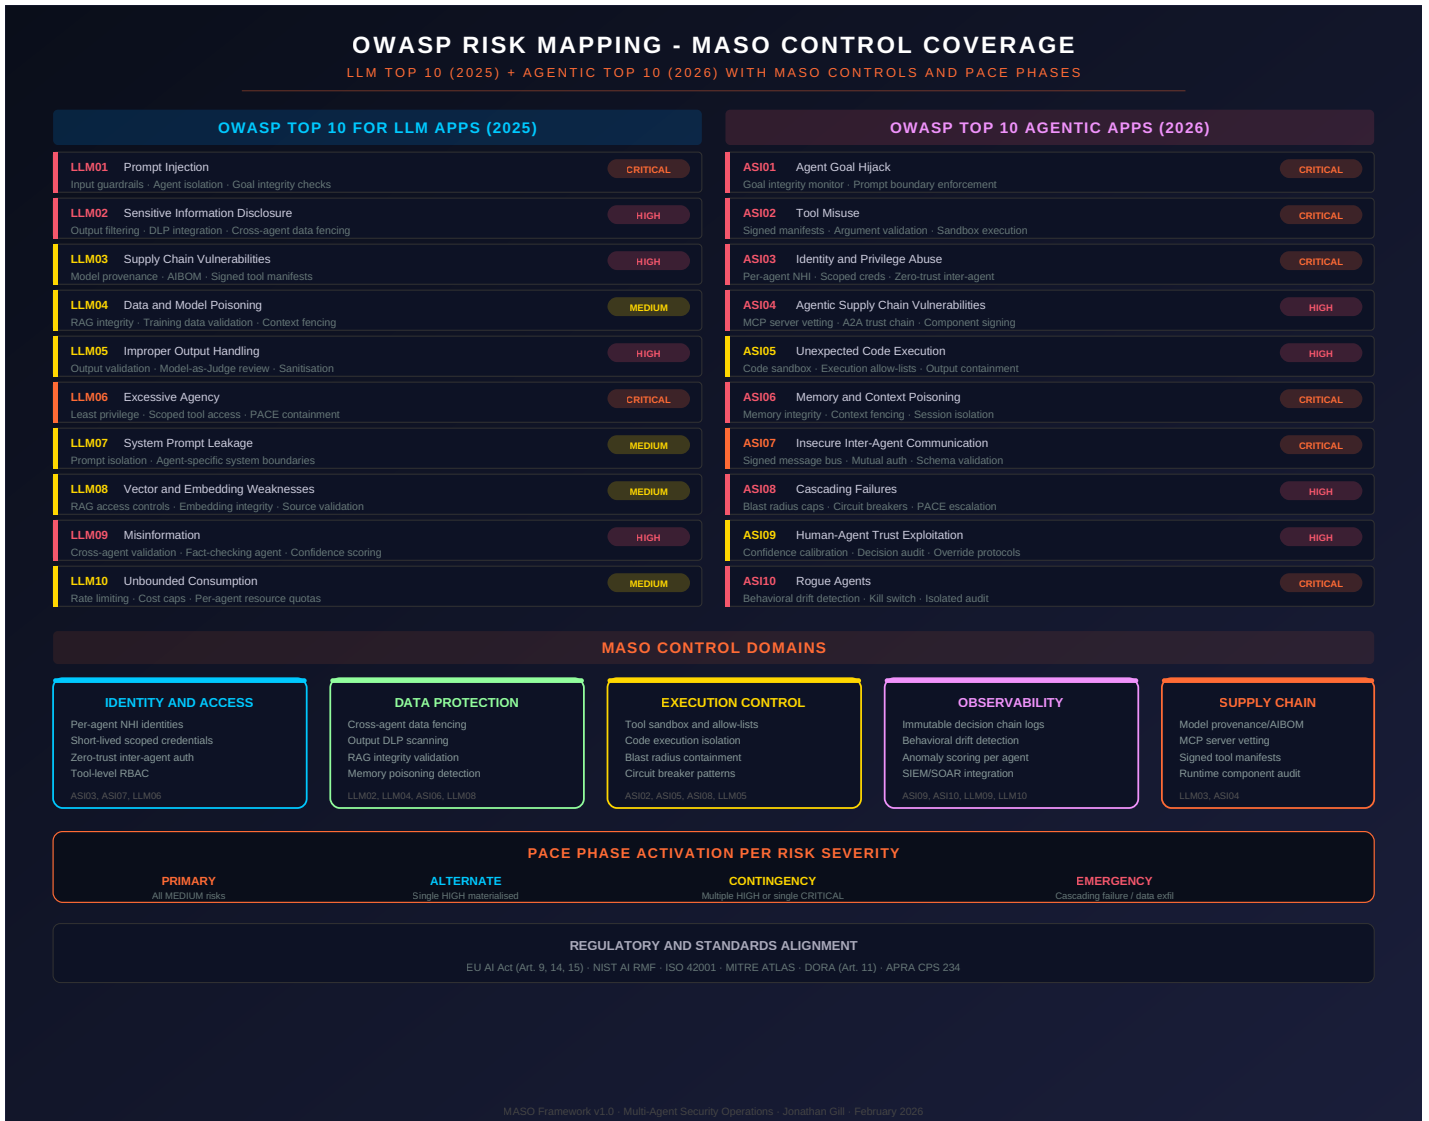 OWASP RISK MAPPING - MASO CONTROL COVERAGE
LLM TOP 10 (2025) + AGENTIC TOP 10 (2026) WITH MASO CONTROLS AND PACE PHASES
OWASP TOP 10 FOR LLM APPS (2025)
LLM01 Prompt Injection CRITICAL
Input guardrails · Agent isolation · Goal integrity checks
LLM02 Sensitive Information Disclosure HIGH
Output filtering · DLP integration · Cross-agent data fencing
LLM03 Supply Chain Vulnerabilities HIGH
Model provenance · AIBOM · Signed tool manifests
LLM04 Data and Model Poisoning MEDIUM
RAG integrity · Training data validation · Context fencing
LLM05 Improper Output Handling HIGH
Output validation · Model-as-Judge review · Sanitisation
LLM06 Excessive Agency CRITICAL
Least privilege · Scoped tool access · PACE containment
LLM07 System Prompt Leakage MEDIUM
Prompt isolation · Agent-specific system boundaries
LLM08 Vector and Embedding Weaknesses MEDIUM
RAG access controls · Embedding integrity · Source validation
LLM09 Misinformation HIGH
Cross-agent validation · Fact-checking agent · Confidence scoring
LLM10 Unbounded Consumption MEDIUM
Rate limiting · Cost caps · Per-agent resource quotas
OWASP TOP 10 AGENTIC APPS (2026)
ASI01 Agent Goal Hijack CRITICAL
Goal integrity monitor · Prompt boundary enforcement
ASI02 Tool Misuse CRITICAL
Signed manifests · Argument validation · Sandbox execution
ASI03 Identity and Privilege Abuse CRITICAL
Per-agent NHI · Scoped creds · Zero-trust inter-agent
ASI04 Agentic Supply Chain Vulnerabilities HIGH
MCP server vetting · A2A trust chain · Component signing
ASI05 Unexpected Code Execution HIGH
Code sandbox · Execution allow-lists · Output containment
ASI06 Memory and Context Poisoning CRITICAL
Memory integrity · Context fencing · Session isolation
ASI07 Insecure Inter-Agent Communication CRITICAL
Signed message bus · Mutual auth · Schema validation
ASI08 Cascading Failures HIGH
Blast radius caps · Circuit breakers · PACE escalation
ASI09 Human-Agent Trust Exploitation HIGH
Confidence calibration · Decision audit · Override protocols
ASI10 Rogue Agents CRITICAL
Behavioral drift detection · Kill switch · Isolated audit
MASO CONTROL DOMAINS
IDENTITY AND ACCESS
Per-agent NHI identities
Short-lived scoped credentials
Zero-trust inter-agent auth
Tool-level RBAC
ASI03, ASI07, LLM06
DATA PROTECTION
Cross-agent data fencing
Output DLP scanning
RAG integrity validation
Memory poisoning detection
LLM02, LLM04, ASI06, LLM08
EXECUTION CONTROL
Tool sandbox and allow-lists
Code execution isolation
Blast radius containment
Circuit breaker patterns
ASI02, ASI05, ASI08, LLM05
OBSERVABILITY
Immutable decision chain logs
Behavioral drift detection
Anomaly scoring per agent
SIEM/SOAR integration
ASI09, ASI10, LLM09, LLM10
SUPPLY CHAIN
Model provenance/AIBOM
MCP server vetting
Signed tool manifests
Runtime component audit
LLM03, ASI04
PACE PHASE ACTIVATION PER RISK SEVERITY
PRIMARY
All MEDIUM risks
ALTERNATE
Single HIGH materialised
CONTINGENCY
Multiple HIGH or single CRITICAL
EMERGENCY
Cascading failure / data exfil
REGULATORY AND STANDARDS ALIGNMENT
EU AI Act (Art. 9, 14, 15) · NIST AI RMF · ISO 42001 · MITRE ATLAS · DORA (Art. 11) · APRA CPS 234
MASO Framework v1.0 · Multi-Agent Security Operations · Jonathan Gill · February 2026